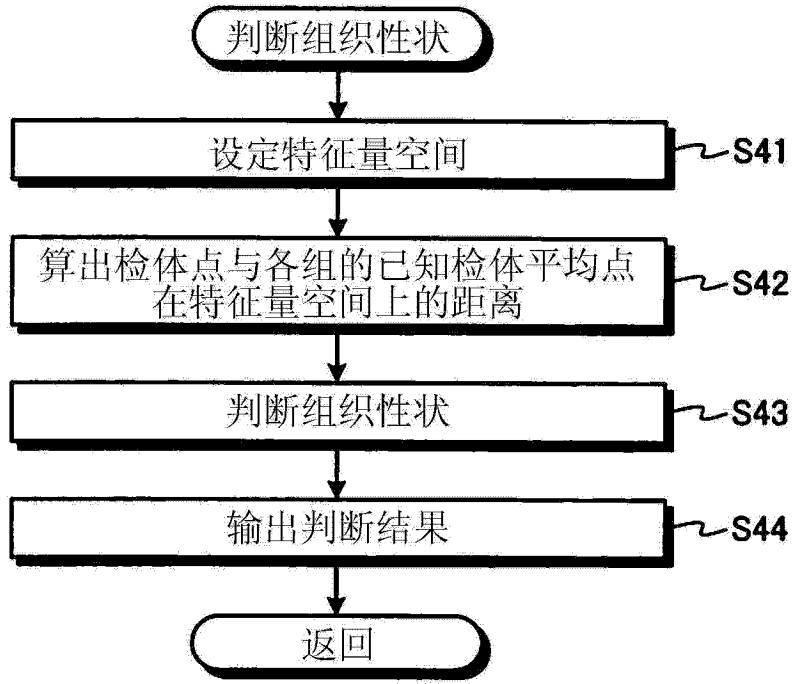 判断组织性状
设定特征量空间
S41
算出检体点与各组的已知检体平均点
在特征量空间上的距离
S42
判断组织性状
S43
输出判断结果
S44
返回